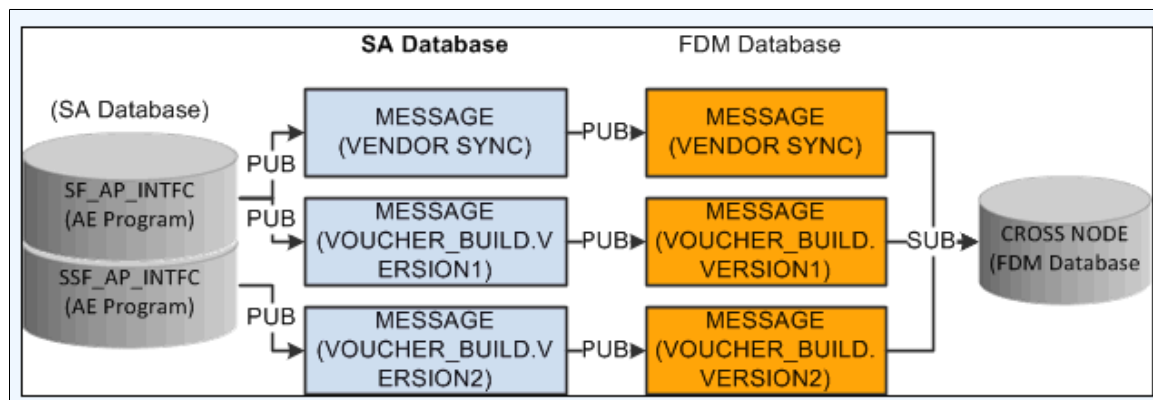 SA Database
FDM Database
(SA Database)
SF_AP_INTFC
(AE Program)
SSF_AP_INTFC
(AE Program)
PUB
PUB
PUB
MESSAGE
(VENDOR SYNC)
MESSAGE
(VOUCHER_BUILD.V
ERSION1)
MESSAGE
(VOUCHER_BUILD.V
ERSION2)
PUB
PUB
PUB
MESSAGE
(VENDOR SYNC)
MESSAGE
(VOUCHER_BUILD.
VERSION1)
MESSAGE
(VOUCHER_BUILD.
VERSION2)
SUB
CROSS NODE
(FDM Database